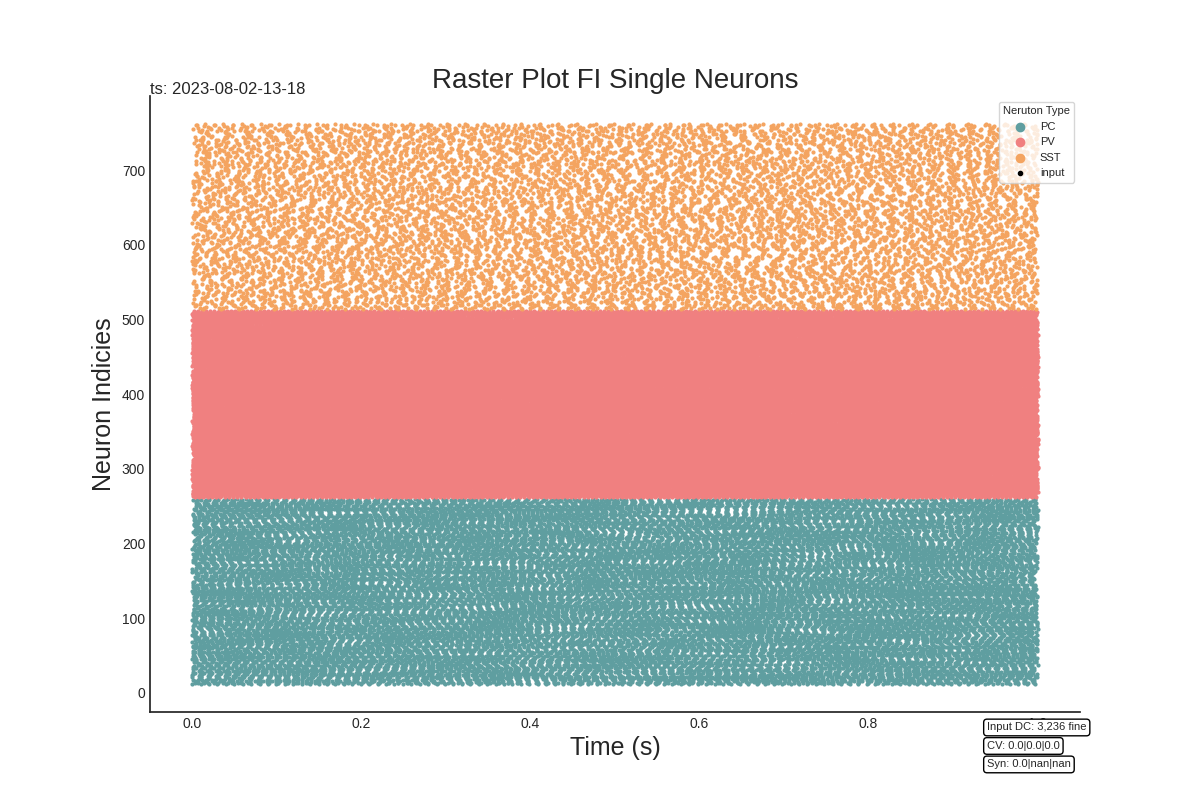 Raster Plot FI Single Neurons
ts: 2023-08-02-13-18
Neruton Type
PC
PV
SST
input
Neuron Indicies
700
600
500
400
300
200
100
0
0.0 0.2 0.4 0.6 0.8
Time (s)
Input DC: 3,236 fine
CV: 0.0|0.0|0.0
Syn: 0.0|nan|nan